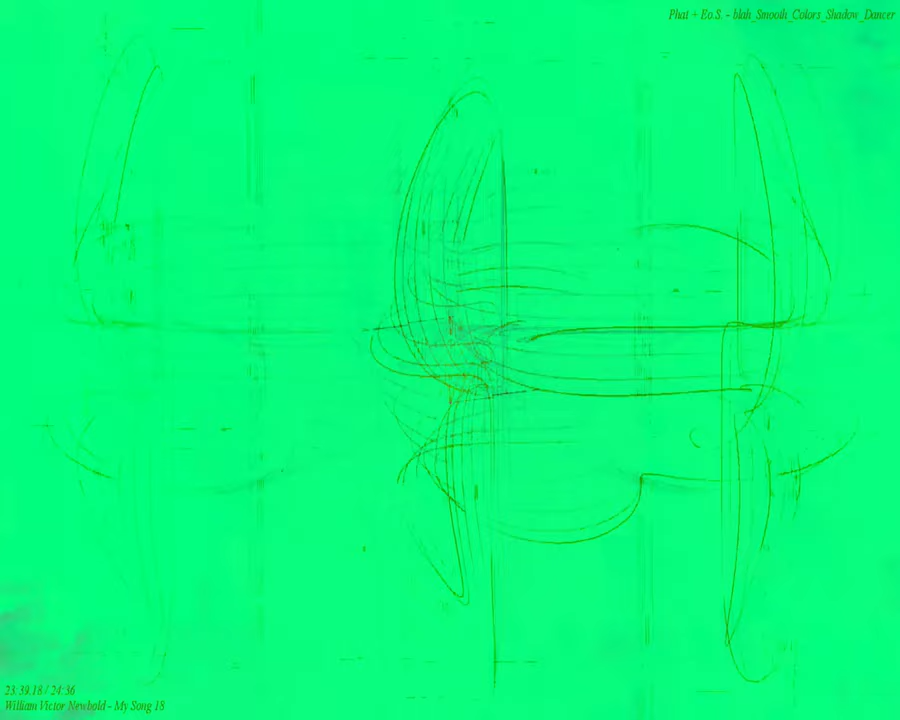 Phat + Eo.S. - blah_Smooth_Colors_Shadow_Dancer
23:39.18 / 24:36
William Victor Newbold - My Song 18